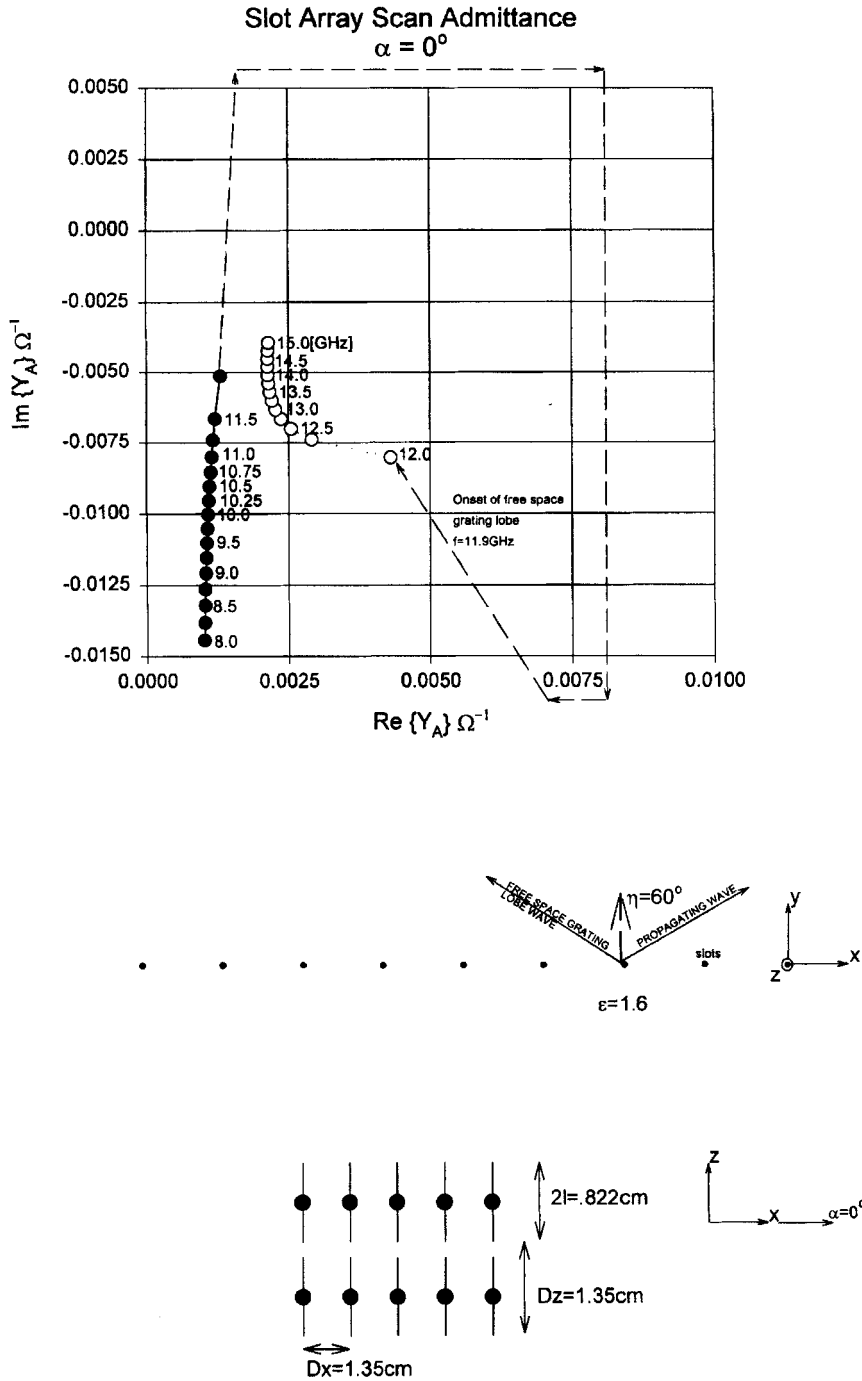 Slot Array Scan Admittance
α = 0°
0.0050
0.0025
0.0000
-0.0025
-0.0050
-0.0075
-0.0100
-0.0125
-0.0150
Im {Y_A} Ω⁻¹
15.0[GHz]
14.5
14.0
13.5
13.0
12.5
12.0
11.5
11.0
10.75
10.5
10.25
10.0
9.5
9.0
8.5
8.0
Onset of free space
grating lobe
f=11.9GHz
0.0000 0.0025 0.0050 0.0075 0.0100
Re {Y_A} Ω⁻¹
FREE SPACE GRATING
LOBE WAVE
η=60°
PROPAGATING WAVE
slots
y
x
z
ε=1.6
2l=.822cm
Dz=1.35cm
Dx=1.35cm
z
x
α=0°